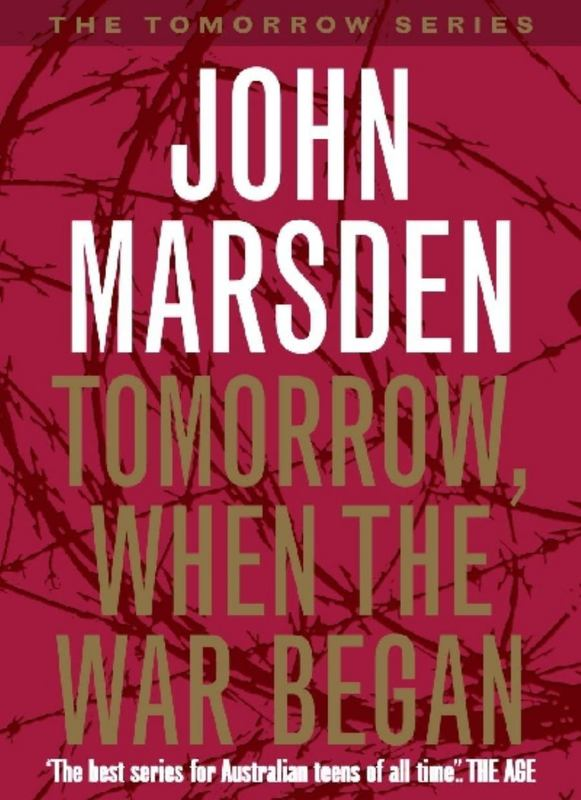 THE TOMORROW SERIES
JOHN
MARSDEN
TOMORROW,
WHEN THE
WAR BEGAN
'The best series for Australian teens of all time". THE AGE